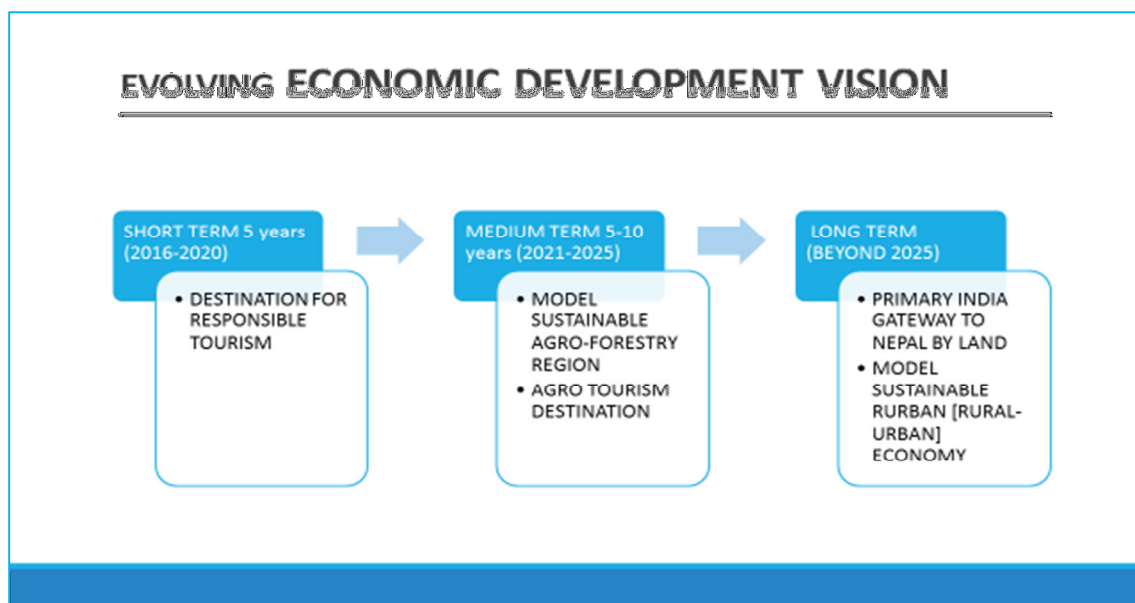 EVOLVING ECONOMIC DEVELOPMENT VISION
SHORT TERM 5 years
(2016-2020)
• DESTINATION FOR
RESPONSIBLE
TOURISM
MEDIUM TERM 5-10
years (2021-2025)
• MODEL
SUSTAINABLE
AGRO-FORESTRY
REGION
• AGRO TOURISM
DESTINATION
LONG TERM
(BEYOND 2025)
• PRIMARY INDIA
GATEWAY TO
NEPAL BY LAND
• MODEL
SUSTAINABLE
RURBAN [RURAL-
URBAN]
ECONOMY